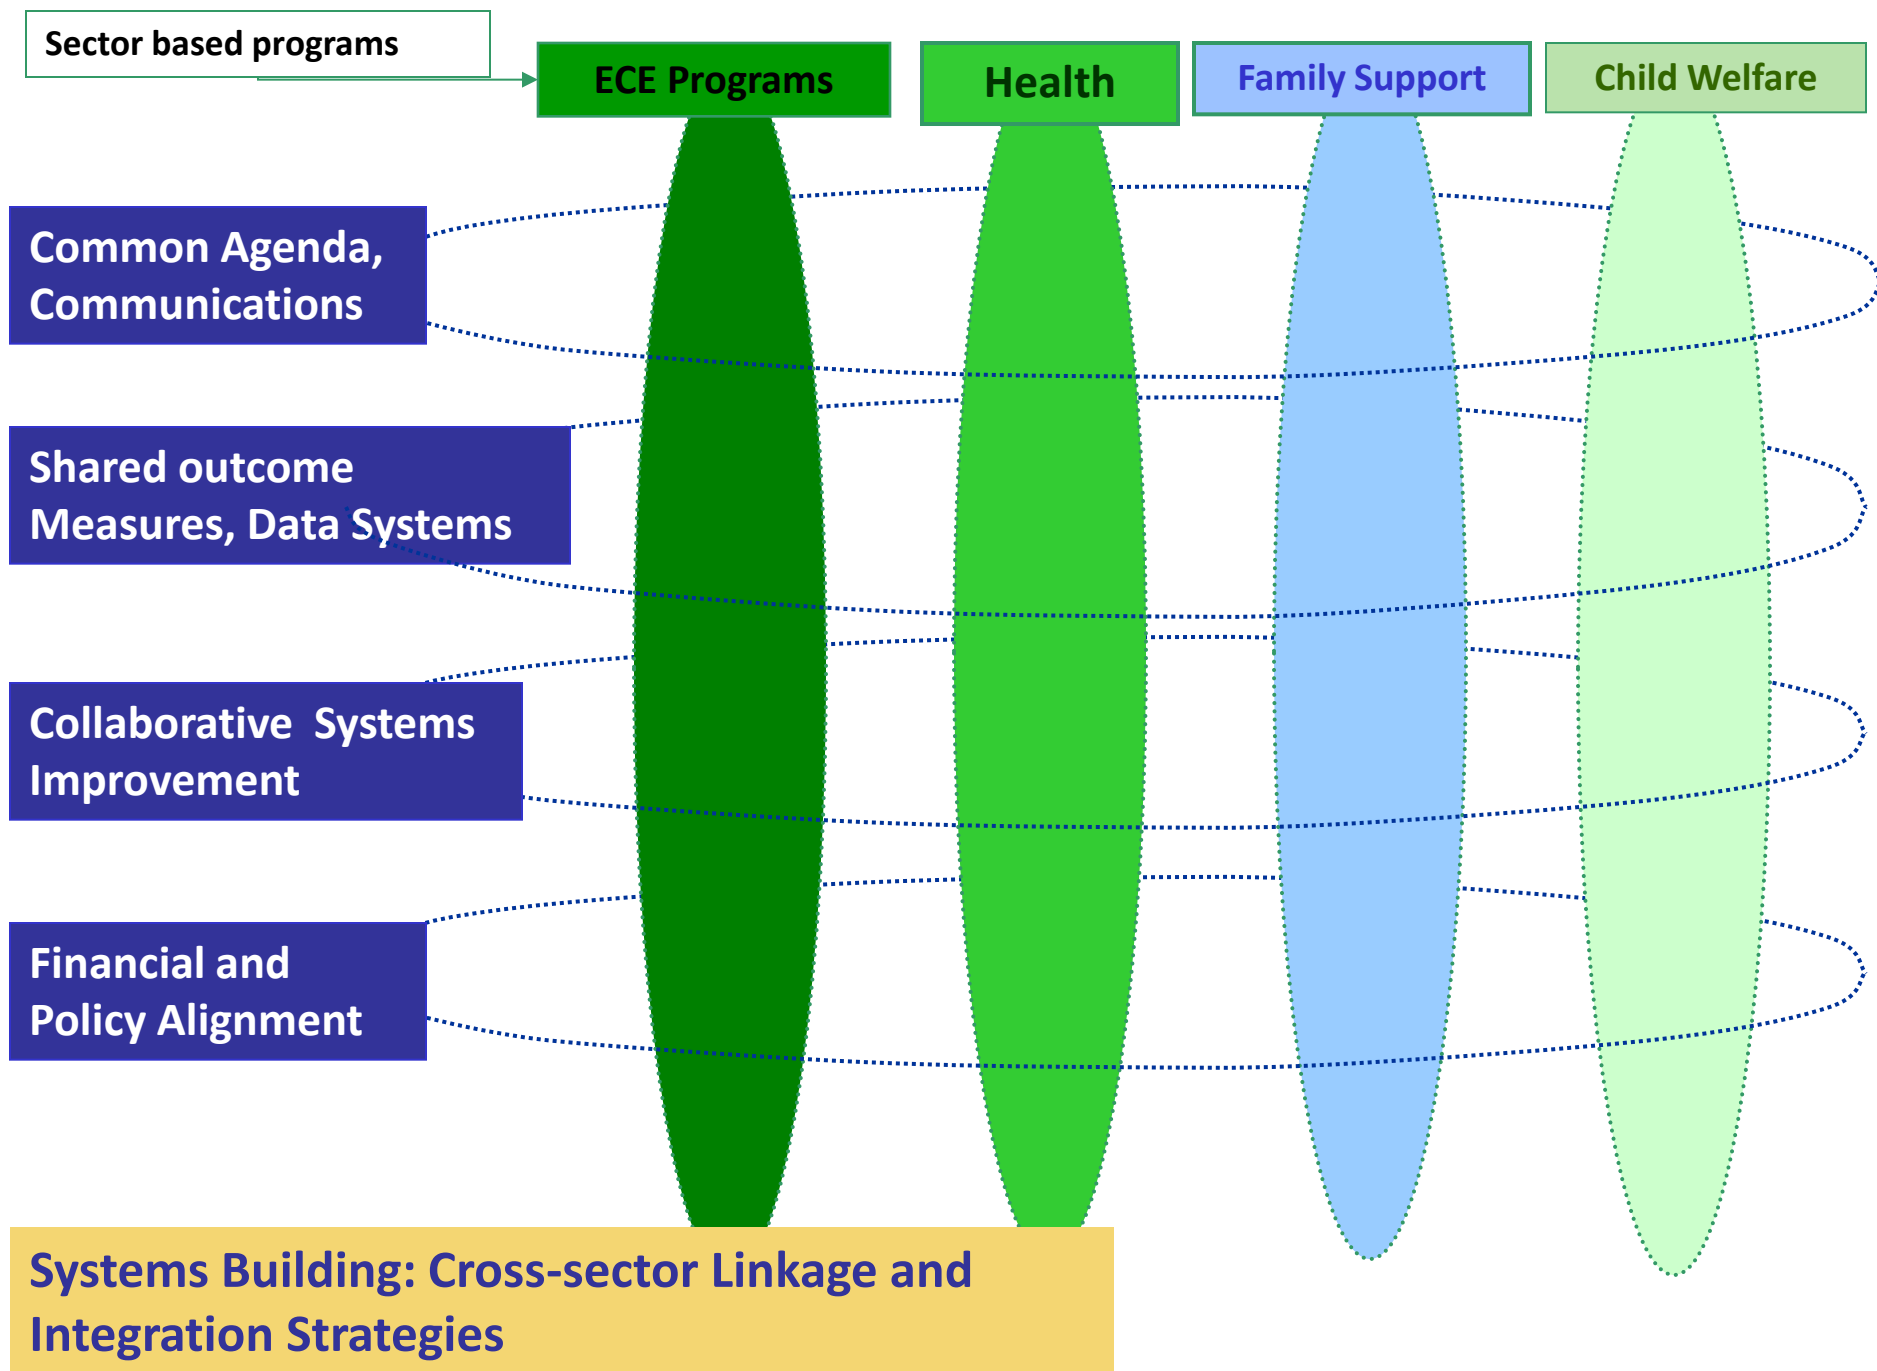 Sector based programs
ECE Programs
Health
Family Support
Child Welfare
Common Agenda,
Communications
Shared outcome
Measures, Data Systems
Collaborative  Systems
Improvement
Financial and
Policy Alignment
Systems Building: Cross-sector Linkage and
Integration Strategies